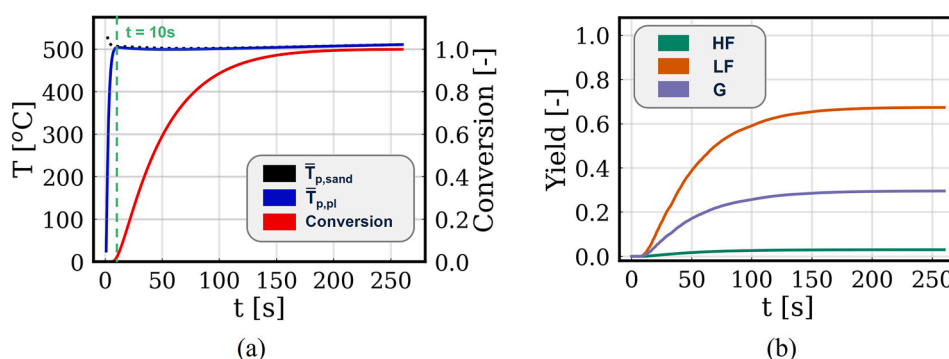 t = 10s
T [°C]
500
400
300
200
100
0
1.0
0.8
0.6
0.4
0.2
0.0
Conversion [-]
T̿p,sand
T̿p,pl
Conversion
0 50 100 150 200 250
t [s]
(a)
Yield [-]
1.0
0.8
0.6
0.4
0.2
0.0
HF
LF
G
0 50 100 150 200 250
t [s]
(b)